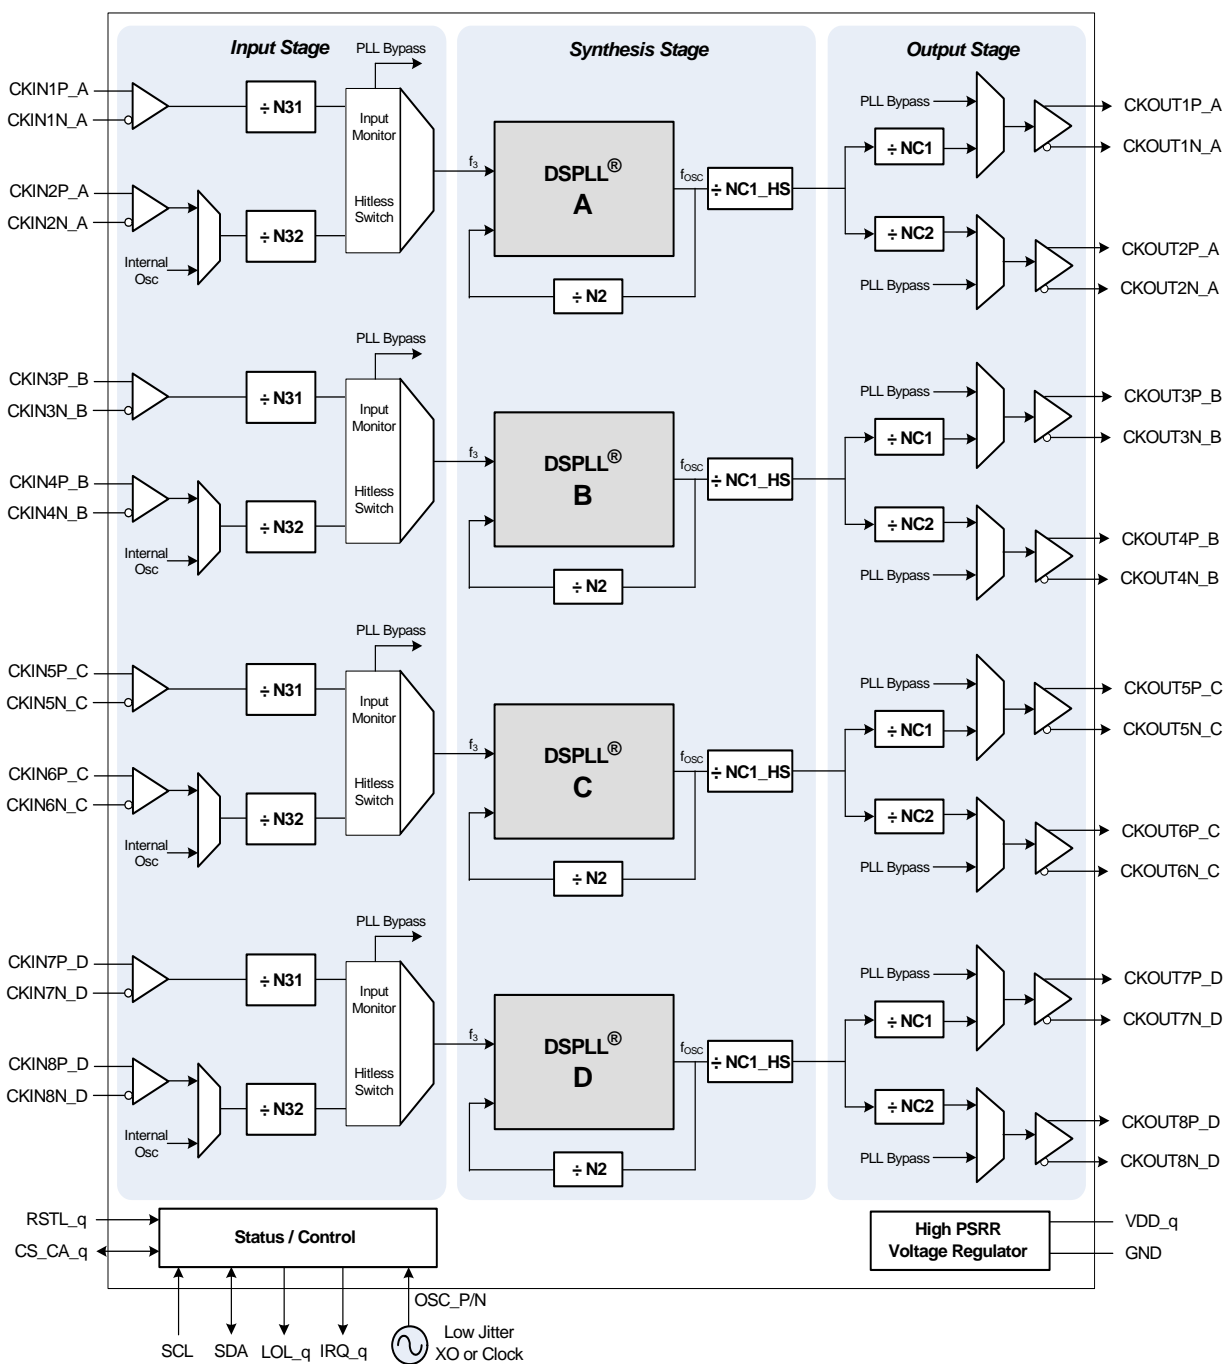 Input Stage
Synthesis Stage
Output Stage
PLL Bypass
CKIN1P_A
CKIN1N_A
÷ N31
Input
Monitor
CKIN2P_A
CKIN2N_A
Internal
Osc
÷ N32
Hitless
Switch
f3
DSPLL®
A
fOSC
÷ N2
÷ NC1_HS
PLL Bypass
÷ NC1
CKOUT1P_A
CKOUT1N_A
÷ NC2
PLL Bypass
CKOUT2P_A
CKOUT2N_A
PLL Bypass
CKIN3P_B
CKIN3N_B
÷ N31
Input
Monitor
CKIN4P_B
CKIN4N_B
Internal
Osc
÷ N32
Hitless
Switch
f3
DSPLL®
B
fOSC
÷ N2
÷ NC1_HS
PLL Bypass
÷ NC1
CKOUT3P_B
CKOUT3N_B
÷ NC2
PLL Bypass
CKOUT4P_B
CKOUT4N_B
PLL Bypass
CKIN5P_C
CKIN5N_C
÷ N31
Input
Monitor
CKIN6P_C
CKIN6N_C
Internal
Osc
÷ N32
Hitless
Switch
f3
DSPLL®
C
fOSC
÷ N2
÷ NC1_HS
PLL Bypass
÷ NC1
CKOUT5P_C
CKOUT5N_C
÷ NC2
PLL Bypass
CKOUT6P_C
CKOUT6N_C
PLL Bypass
CKIN7P_D
CKIN7N_D
÷ N31
Input
Monitor
CKIN8P_D
CKIN8N_D
Internal
Osc
÷ N32
Hitless
Switch
f3
DSPLL®
D
fOSC
÷ N2
÷ NC1_HS
PLL Bypass
÷ NC1
CKOUT7P_D
CKOUT7N_D
÷ NC2
PLL Bypass
CKOUT8P_D
CKOUT8N_D
RSTL_q
CS_CA_q
Status / Control
High PSRR
Voltage Regulator
VDD_q
GND
SCL
SDA
LOL_q
IRQ_q
OSC_P/N
Low Jitter
XO or Clock